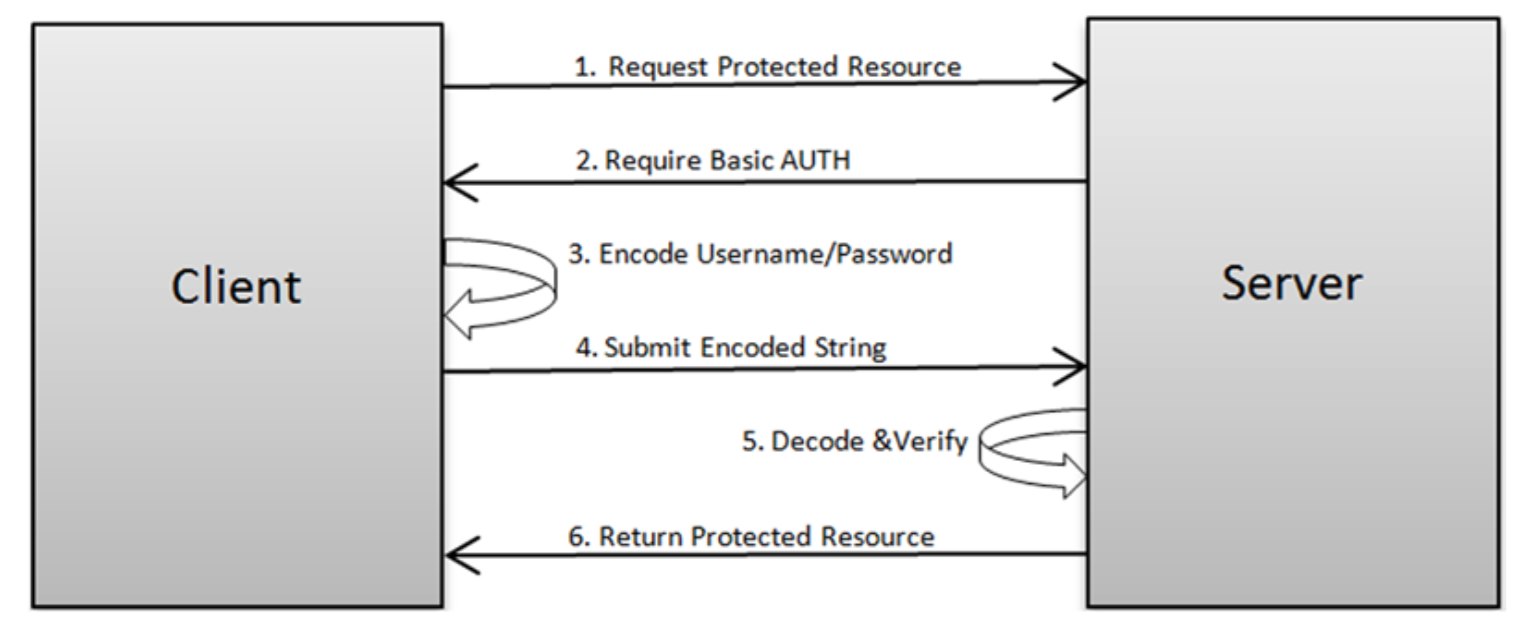 1. Request Protected Resource
2. Require Basic AUTH
3. Encode Username/Password
Client
Server
4. Submit Encoded String
5. Decode &Verify
6. Return Protected Resource